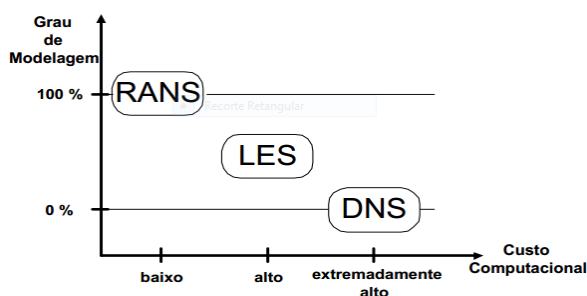 Grau
de
Modelagem
100 %
RANS
Recorte Retangular
LES
0 %
DNS
baixo
alto
extremadamente
alto
Custo
Computacional